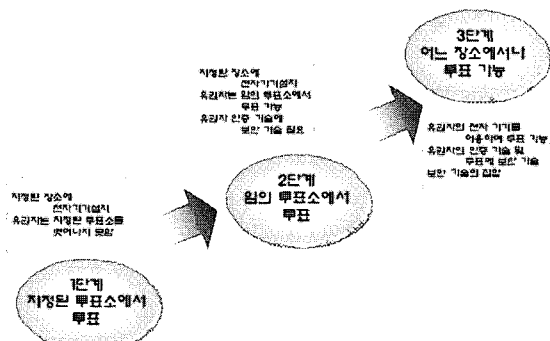 3단계
어느 장소에서나
투표 가능
유권자의 전자 기기를
이용하여 투표 가능
유권자의 인증 기술 및
투표에 보안 기술
보안 기술의 집합
지정된 장소에
전자기기설치
유권자는 임의 투표소에서
투표 가능
유권자 인증 기술에
보안 기술 필요
2단계
임의 투표소에서
투표
지정된 장소에
전자기기설치
유권자는 지정된 투표소를
벗어나지 못함
1단계
지정된 투표소에서
투표